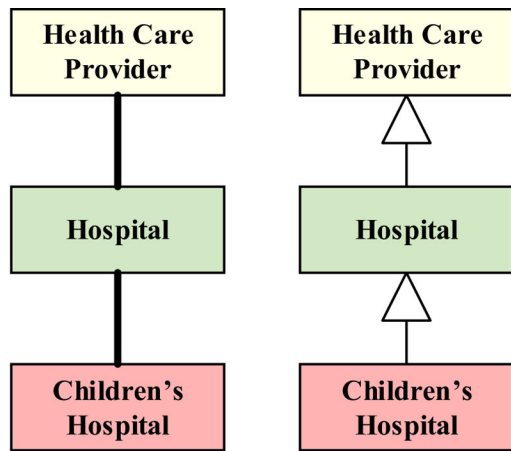 Health Care
Provider
Hospital
Children’s
Hospital
Health Care
Provider
Hospital
Children’s
Hospital